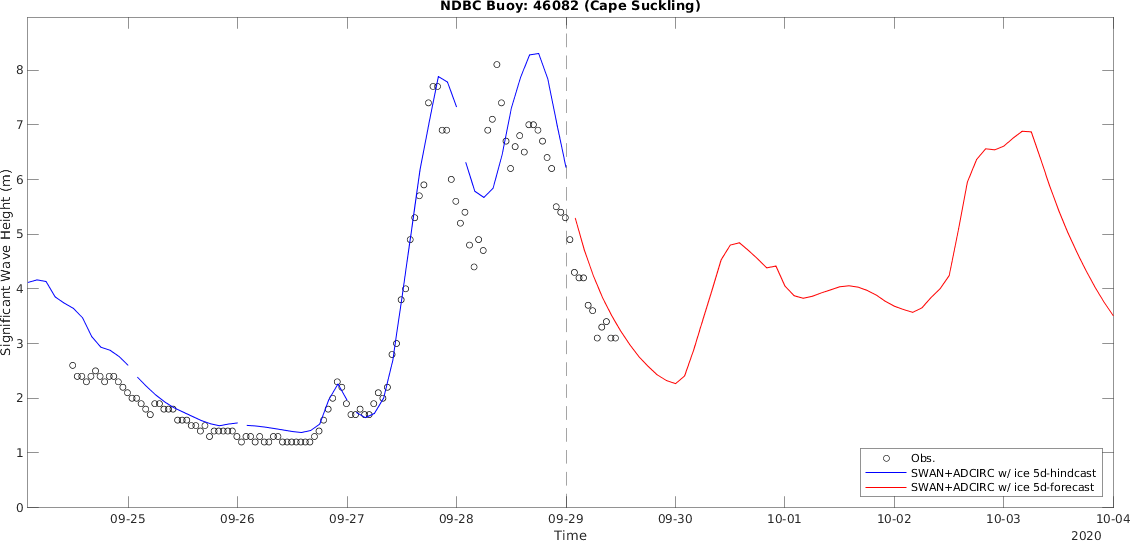 NDBC Buoy: 46082 (Cape Suckling)
Significant Wave Height (m)
8
7
6
5
4
3
2
1
0
Obs.
SWAN+ADCIRC w/ ice 5d-hindcast
SWAN+ADCIRC w/ ice 5d-forecast
09-25 09-26 09-27 09-28 09-29 09-30 10-01 10-02 10-03 10-04
Time 2020